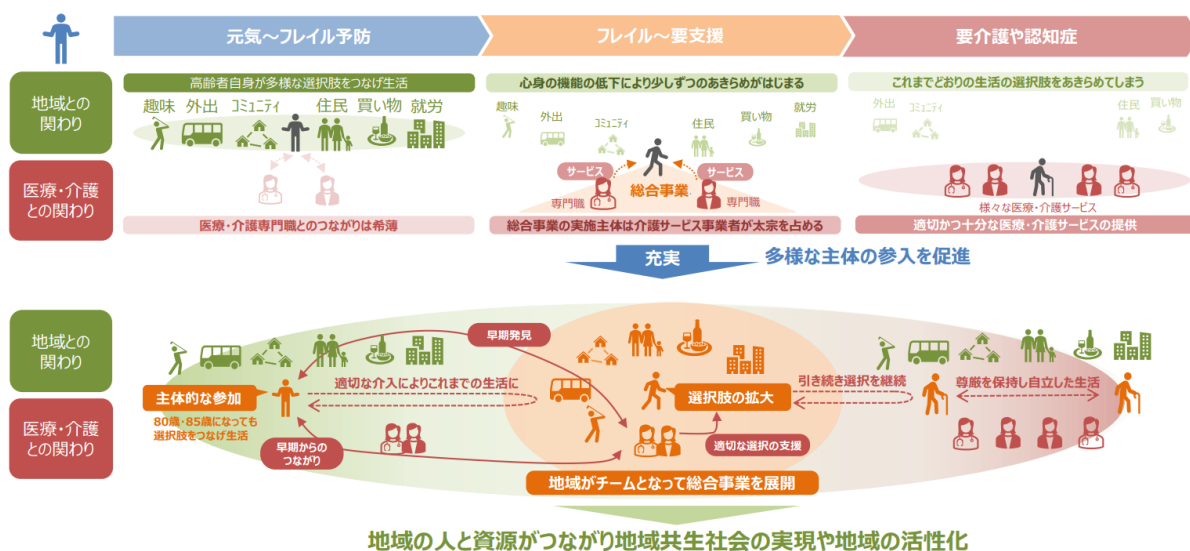 元気～フレイル予防
フレイル～要支援
要介護や認知症
地域との
関わり
高齢者自身が多様な選択肢をつなげ生活
趣味 外出 コミュニティ 住民 買い物 就労
心身の機能の低下により少しずつのあきらめがはじまる
趣味
外出
コミュニティ
住民
買い物
就労
これまでどおりの生活の選択肢をあきらめてしまう
外出
コミュニティ
住民
買い物
医療・介護
との関わり
医療・介護専門職とのつながりは希薄
サービス
サービス
総合事業
専門職
専門職
総合事業の実施主体は介護サービス事業者が太宗を占める
様々な医療・介護サービス
適切かつ十分な医療・介護サービスの提供
充実
多様な主体の参入を促進
地域との
関わり
医療・介護
との関わり
早期発見
主体的な参加
80歳・85歳になっても
選択肢をつなげ生活
適切な介入によりこれまでの生活に
選択肢の拡大
引き続き選択を継続
尊厳を保持し自立した生活
早期からの
つながり
適切な選択の支援
地域がチームとなって総合事業を展開
地域の人と資源がつながり地域共生社会の実現や地域の活性化